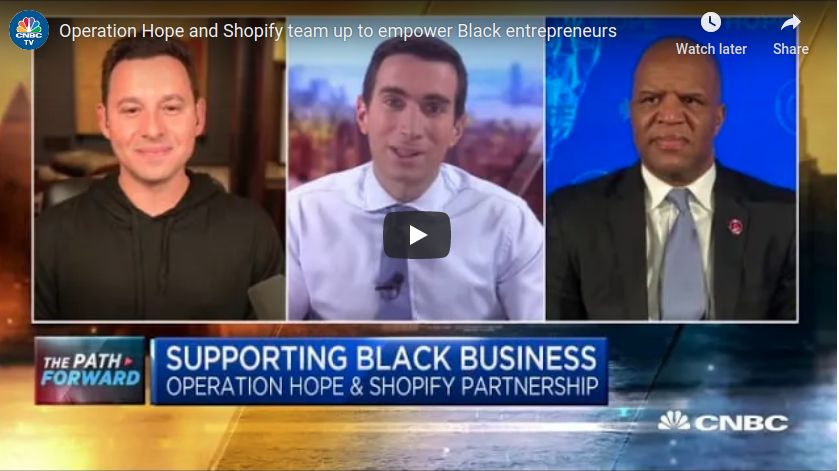 CNBC
TV
Operation Hope and Shopify team up to empower Black entrepreneurs
Watch later
Share
THE PATH
FORWARD
SUPPORTING BLACK BUSINESS
OPERATION HOPE & SHOPIFY PARTNERSHIP
CNBC